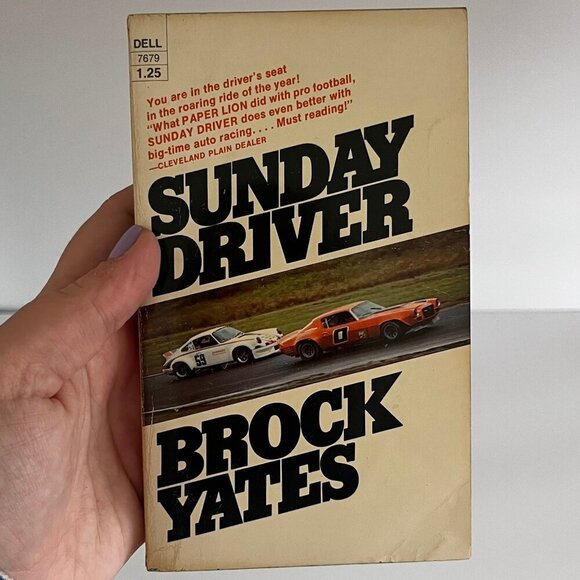 DELL
7679
1.25
You are in the driver's seat
in the roaring ride of the year!
"What PAPER LION did with pro football,
SUNDAY DRIVER does even better with
big-time auto racing. . . . Must reading!"
—CLEVELAND PLAIN DEALER
SUNDAY
DRIVER
59
BROCK
YATES